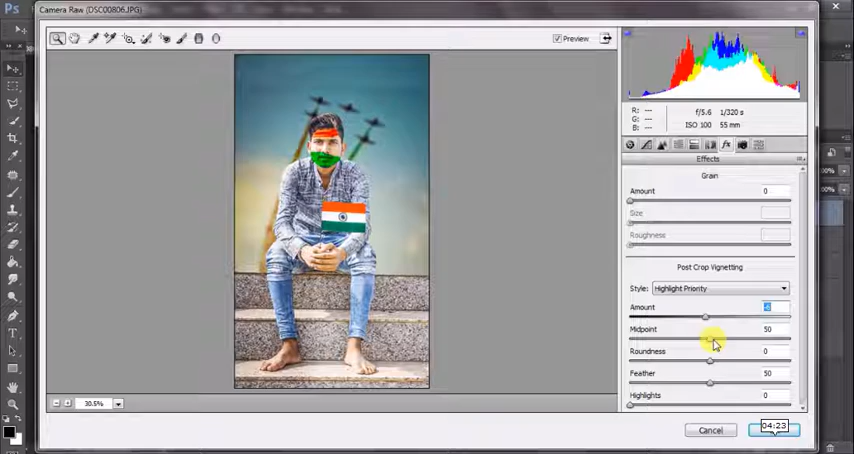 Ps
Camera Raw (DSC00806.JPG)
Preview
R: ---
G: ---
B: ---
f/5.6 1/320 s
ISO 100 55 mm
fx
Effects
Grain
Amount 0
Size
Roughness
Post Crop Vignetting
Style: Highlight Priority
Amount
Midpoint 50
Roundness 0
Feather 50
Highlights 0
30.5%
Cancel
04:23